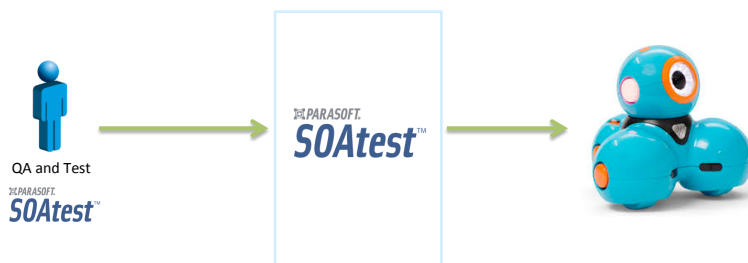 QA and Test
PARASOFT.
SOAtest™
PARASOFT.
SOAtest™